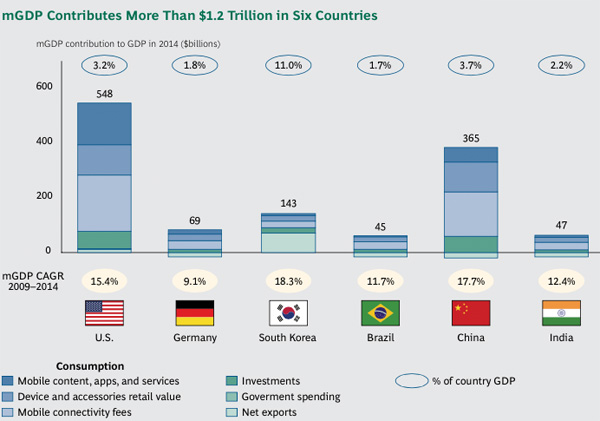 mGDP Contributes More Than $1.2 Trillion in Six Countries
mGDP contribution to GDP in 2014 ($billions)
3.2% 1.8% 11.0% 1.7% 3.7% 2.2%
600
548
400
365
200
143
69
45
47
0
mGDP CAGR
2009–2014
15.4% 9.1% 18.3% 11.7% 17.7% 12.4%
U.S. Germany South Korea Brazil China India
Consumption
Mobile content, apps, and services
Device and accessories retail value
Mobile connectivity fees
Investments
Goverment spending
Net exports
% of country GDP